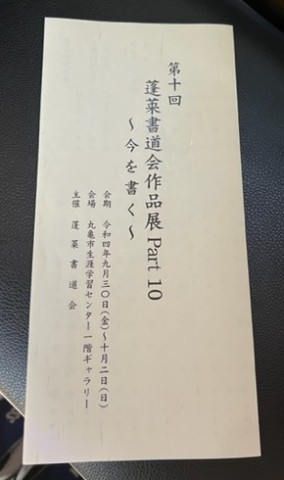 第十回
蓬莱書道会作品展 Part 10
～今を書く～
会期 令和四年九月三〇日(金)～十月二日(日)
会場 丸亀市生涯学習センター一階ギャラリー
主催 蓬莱書道会